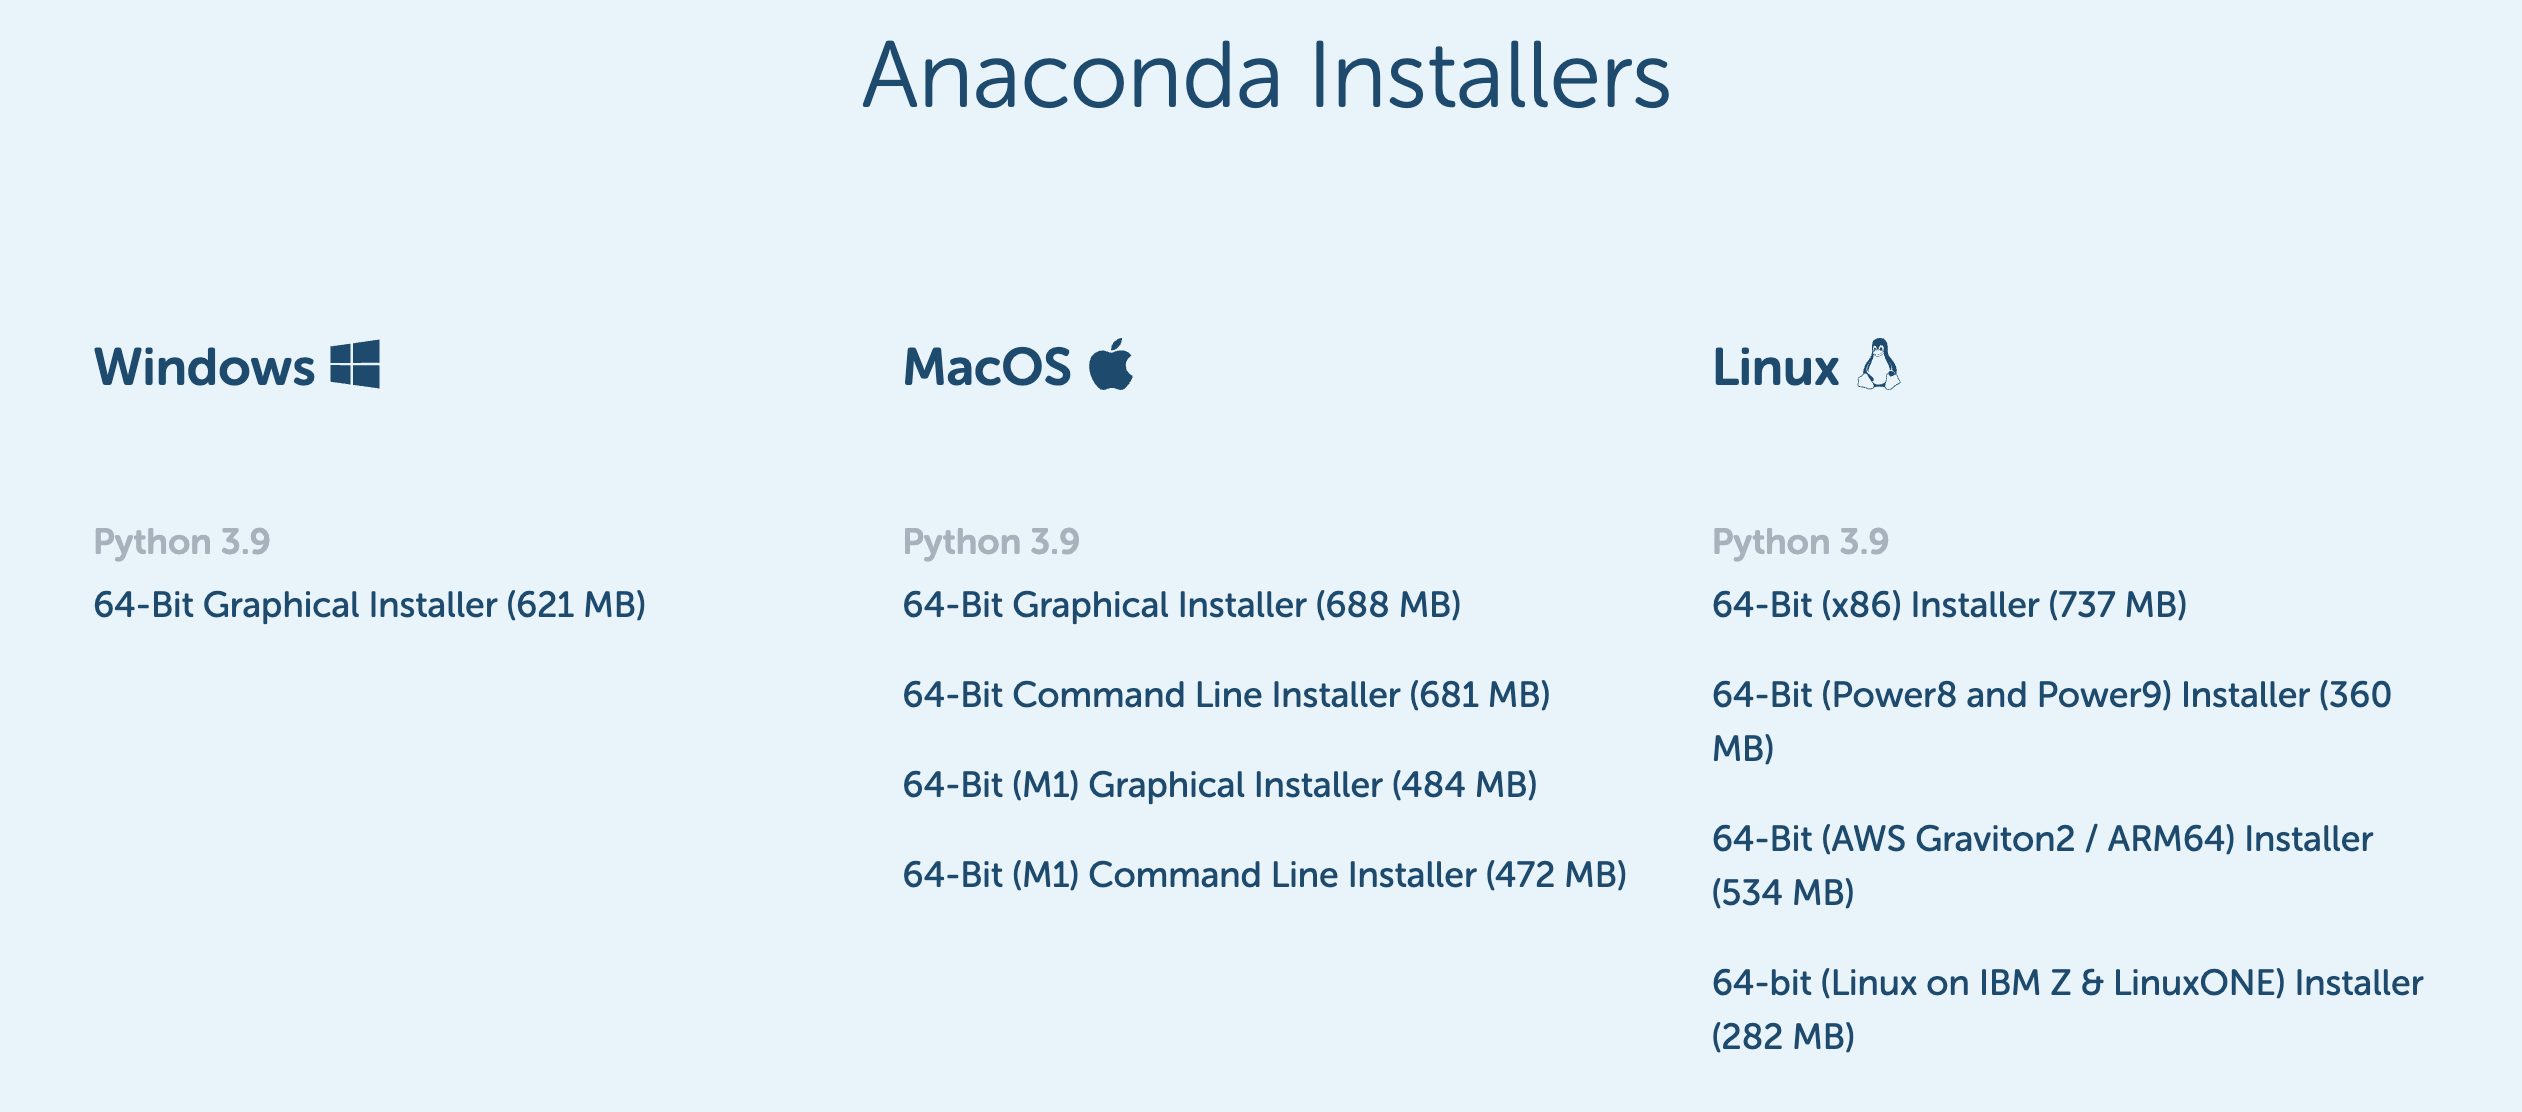 Anaconda Installers
Windows
Python 3.9
64-Bit Graphical Installer (621 MB)
MacOS
Python 3.9
64-Bit Graphical Installer (688 MB)
64-Bit Command Line Installer (681 MB)
64-Bit (M1) Graphical Installer (484 MB)
64-Bit (M1) Command Line Installer (472 MB)
Linux
Python 3.9
64-Bit (x86) Installer (737 MB)
64-Bit (Power8 and Power9) Installer (360
MB)
64-Bit (AWS Graviton2 / ARM64) Installer
(534 MB)
64-bit (Linux on IBM Z & LinuxONE) Installer
(282 MB)